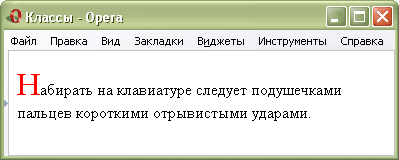 Классы - Opera
Файл Правка Вид Закладки Виджеты Инструменты Справка
Набирать на клавиатуре следует подушечками
пальцев короткими отрывистыми ударами.